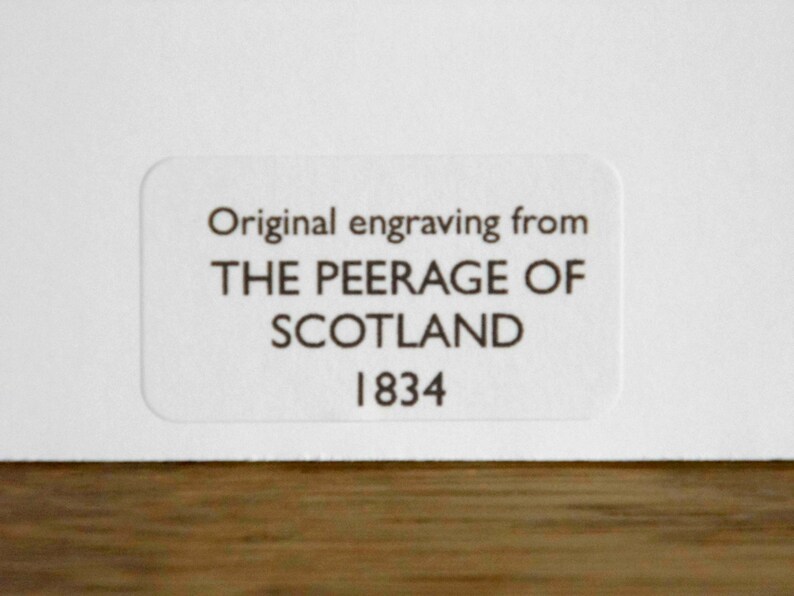 Original engraving from
THE PEERAGE OF
SCOTLAND
1834